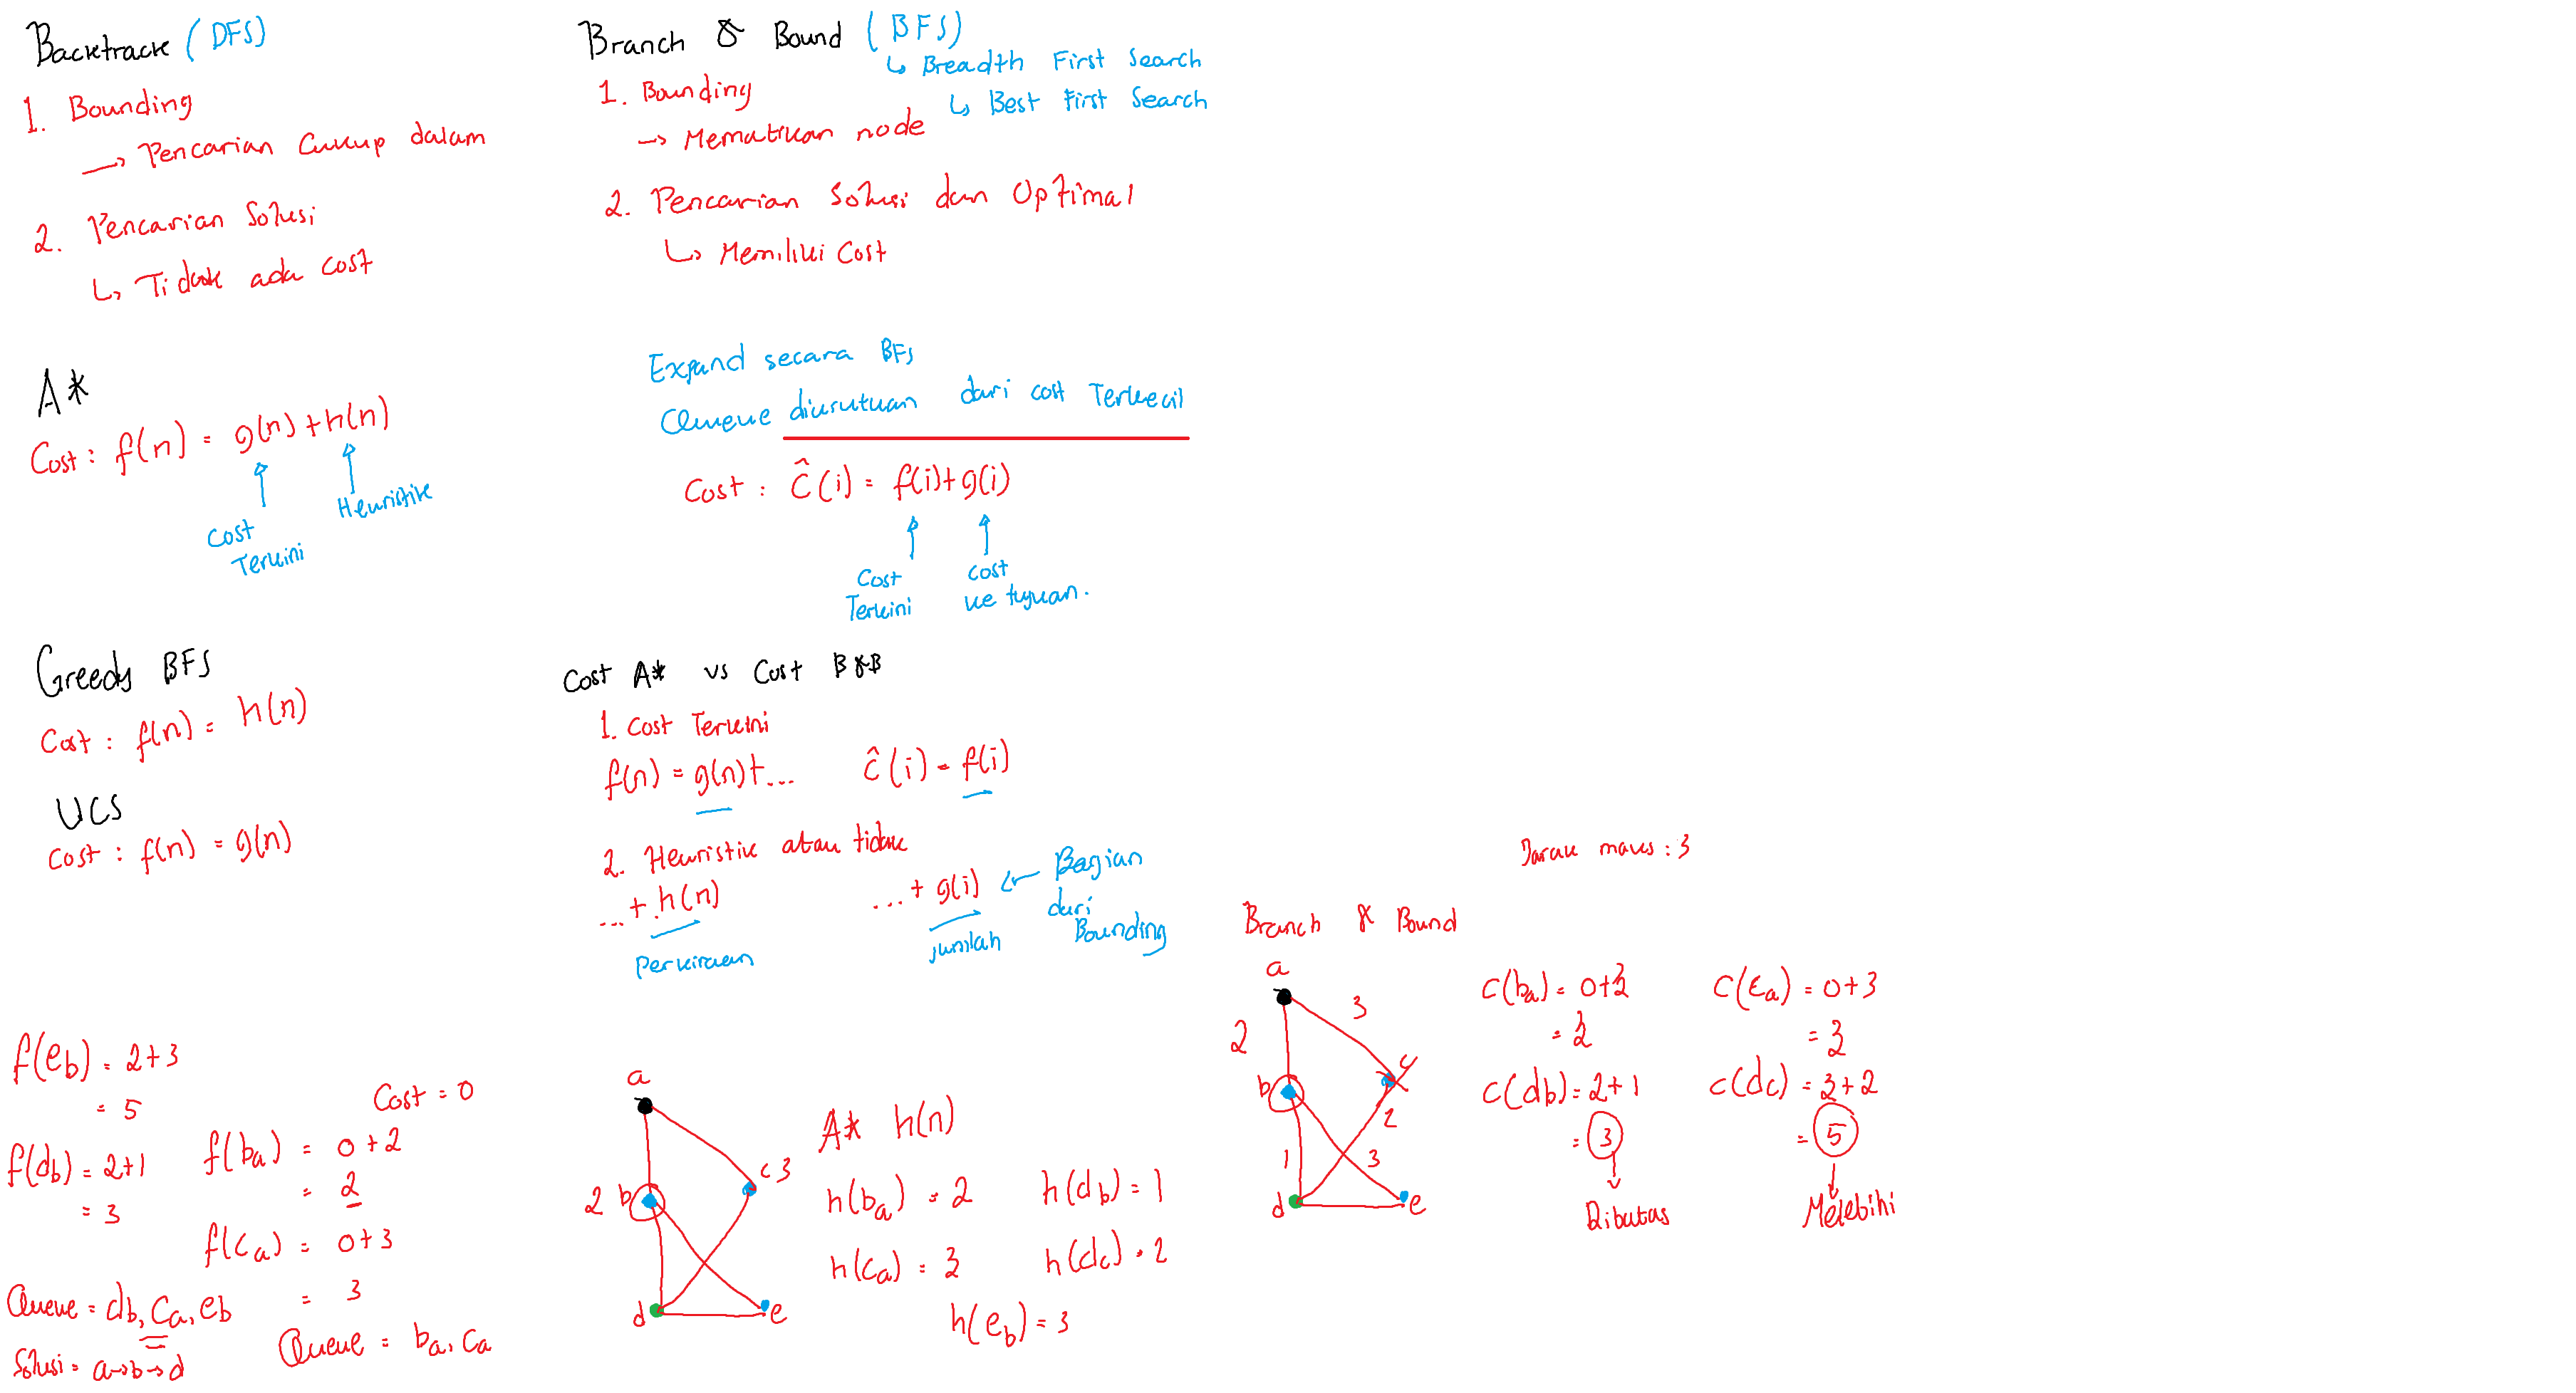 Backtrack (DFS)
1. Bounding
→ Pencarian Cukup dalam
2. Pencarian Solusi
↳ Tidak ada cost
Branch & Bound (BFS)
↳ Breadth First Search
↳ Best First Search
1. Bounding
→ Mematikan node
2. Pencarian Solusi dan Optimal
↳ Memiliki Cost
A*
Cost : f(n) = g(n) + h(n)
Cost Terkini
Heuristik
Expand secara BFS
Queue diurutkan dari cost Terkecil
Cost : ĉ(i) = f(i) + g(i)
Cost Terkini
cost ke tujuan.
Greedy BFS
Cost : f(n) = h(n)
UCS
Cost : f(n) = g(n)
Cost A* vs Cost B&B
1. Cost Terkini
f(n) = g(n) + ... ĉ(i) = f(i)
2. Heuristik atau tidak
... + h(n) ... + g(i) ← Bagian dari Bounding
Perkiraan jumlah
f(e_b) = 2+3
= 5
f(d_b) = 2+1
= 3
Cost = 0
f(b_a) = 0+2
= 2
f(c_a) = 0+3
= 3
Queue = b_a, c_a
Queue = d_b, c_a, e_b
Solusi = a→b→d
a
2 b
c 3
d
e
A* h(n)
h(b_a) = 2 h(d_b) = 1
h(c_a) = 3 h(d_c) = 2
h(e_b) = 3
Jarak maks : 3
Branch & Bound
a
2
3
b
c
2
1
3
d
e
c(b_a) = 0+2
= 2
c(d_b) = 2+1
= 3
Dibatas
c(c_a) = 0+3
= 3
c(d_c) = 3+2
= 5
Melebihi